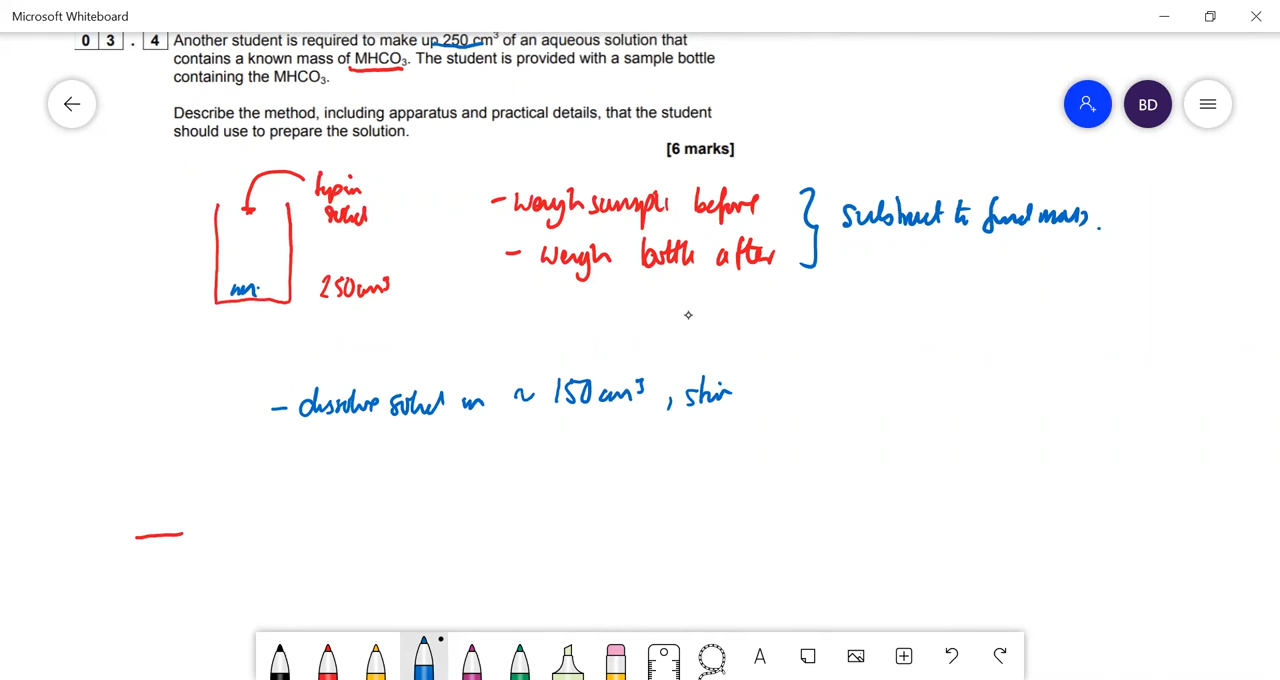 Microsoft Whiteboard
0 3 . 4 Another student is required to make up 250 cm³ of an aqueous solution that
contains a known mass of MHCO₃. The student is provided with a sample bottle
containing the MHCO₃.
Describe the method, including apparatus and practical details, that the student
should use to prepare the solution.
[6 marks]
BD
tip in
solid
250cm³
- weigh sample before
- weigh bottle after
subtract to find mass.
- dissolve solid in ~ 150cm³, stir
A